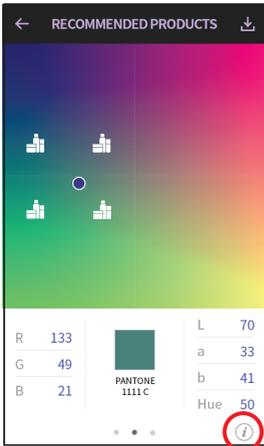 RECOMMENDED PRODUCTS
R 133
G 49
B 21
PANTONE
1111 C
L 70
a 33
b 41
Hue 50
i